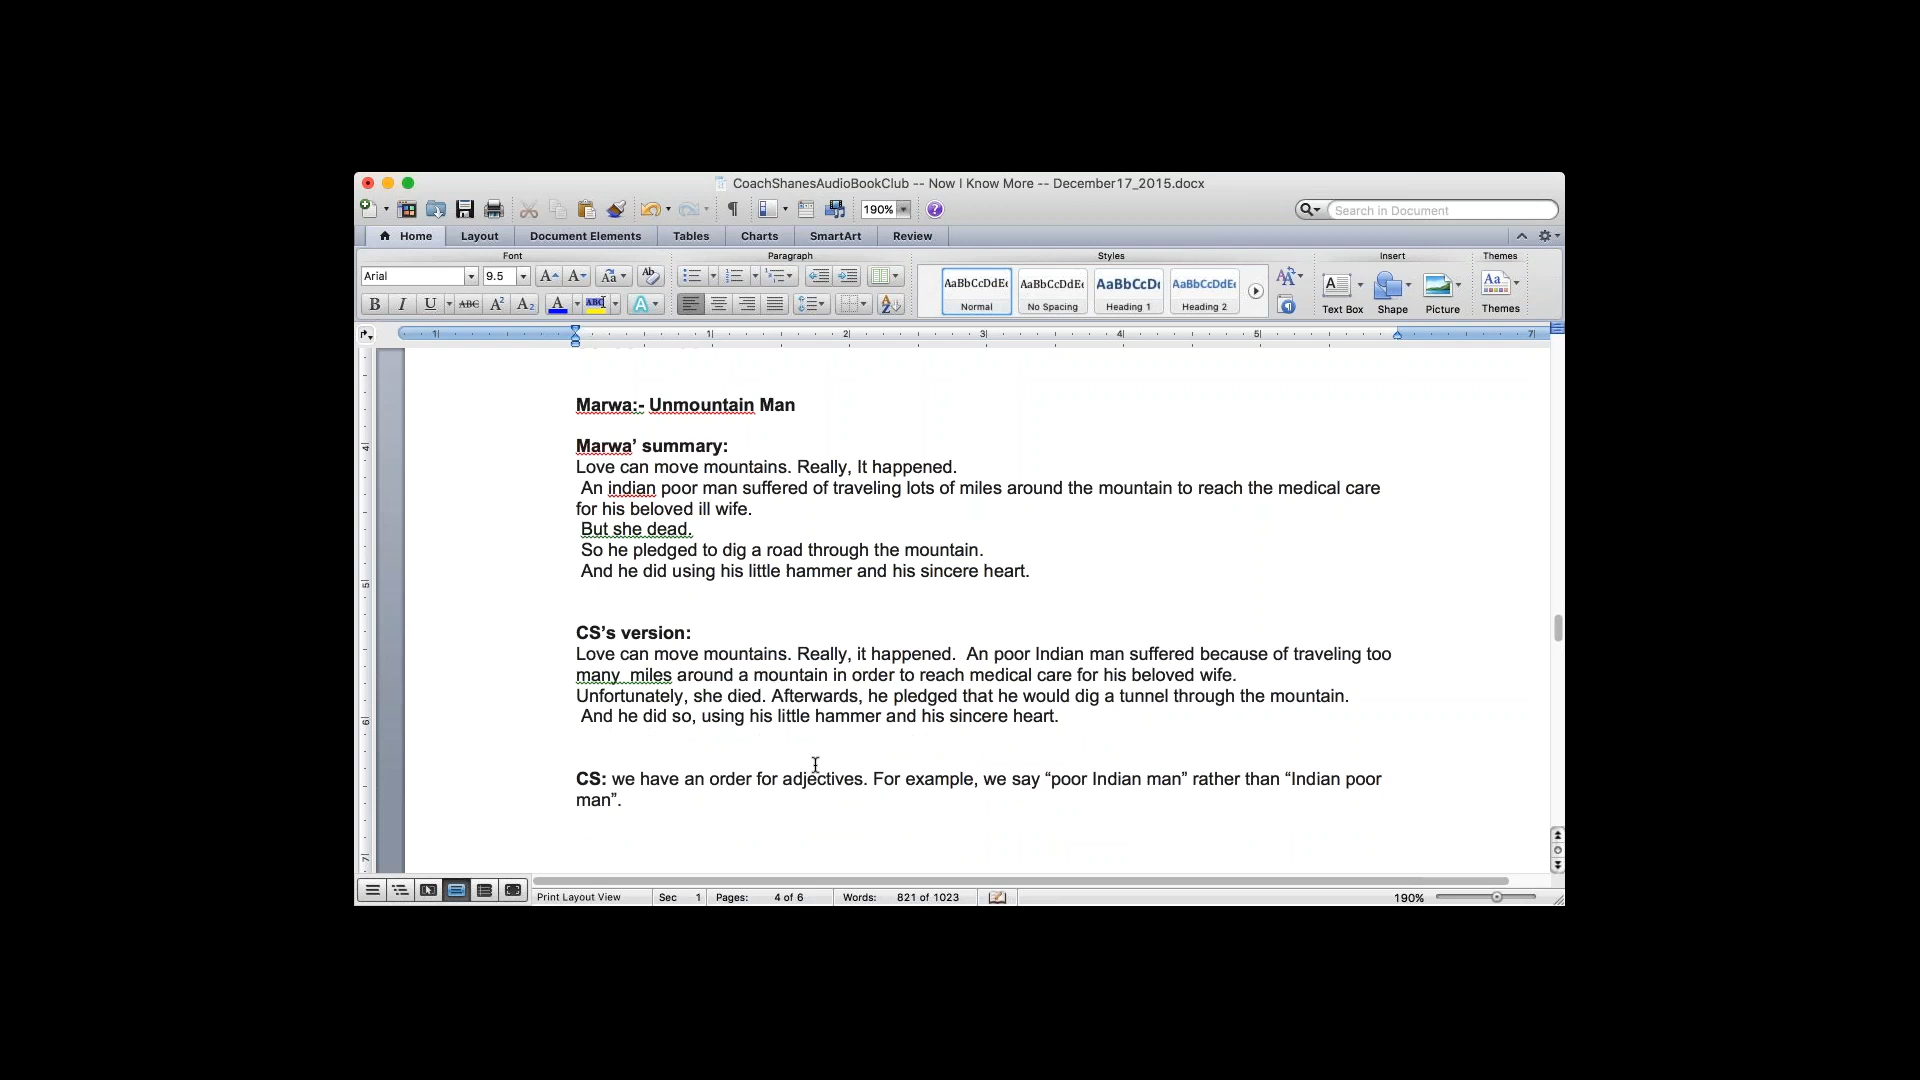 CoachShanesAudioBookClub -- Now I Know More -- December17_2015.docx
190%
Search in Document
Home Layout Document Elements Tables Charts SmartArt Review
Font Paragraph Styles Insert Themes
Arial 9.5
AaBbCcDdEe AaBbCcDdEe AaBbCcDc AaBbCcDdEe
Normal No Spacing Heading 1 Heading 2
Text Box Shape Picture Themes
Marwa:- Unmountain Man
Marwa’ summary:
Love can move mountains. Really, It happened.
An indian poor man suffered of traveling lots of miles around the mountain to reach the medical care
for his beloved ill wife.
But she dead.
So he pledged to dig a road through the mountain.
And he did using his little hammer and his sincere heart.
CS’s version:
Love can move mountains. Really, it happened.  An poor Indian man suffered because of traveling too
many  miles around a mountain in order to reach medical care for his beloved wife.
Unfortunately, she died. Afterwards, he pledged that he would dig a tunnel through the mountain.
And he did so, using his little hammer and his sincere heart.
CS: we have an order for adjectives. For example, we say “poor Indian man” rather than “Indian poor
man”.
Print Layout View Sec 1 Pages: 4 of 6 Words: 821 of 1023 190%